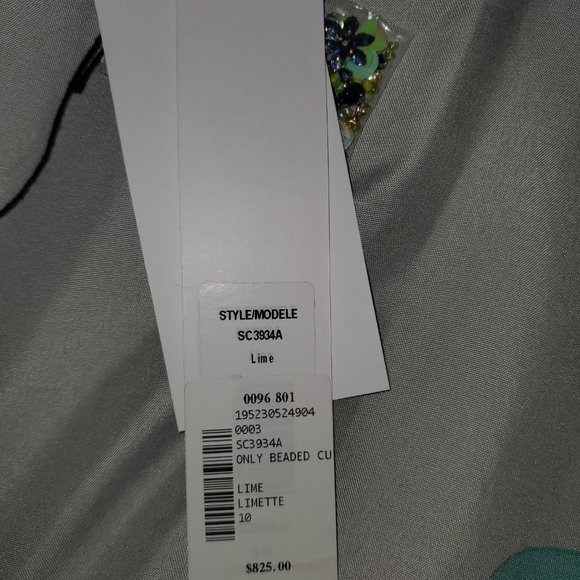 STYLE/MODELE
SC3934A
Lime
0096 801
195230524904
0003
SC3934A
ONLY BEADED CU
LIME
LIMETTE
10
$825.00